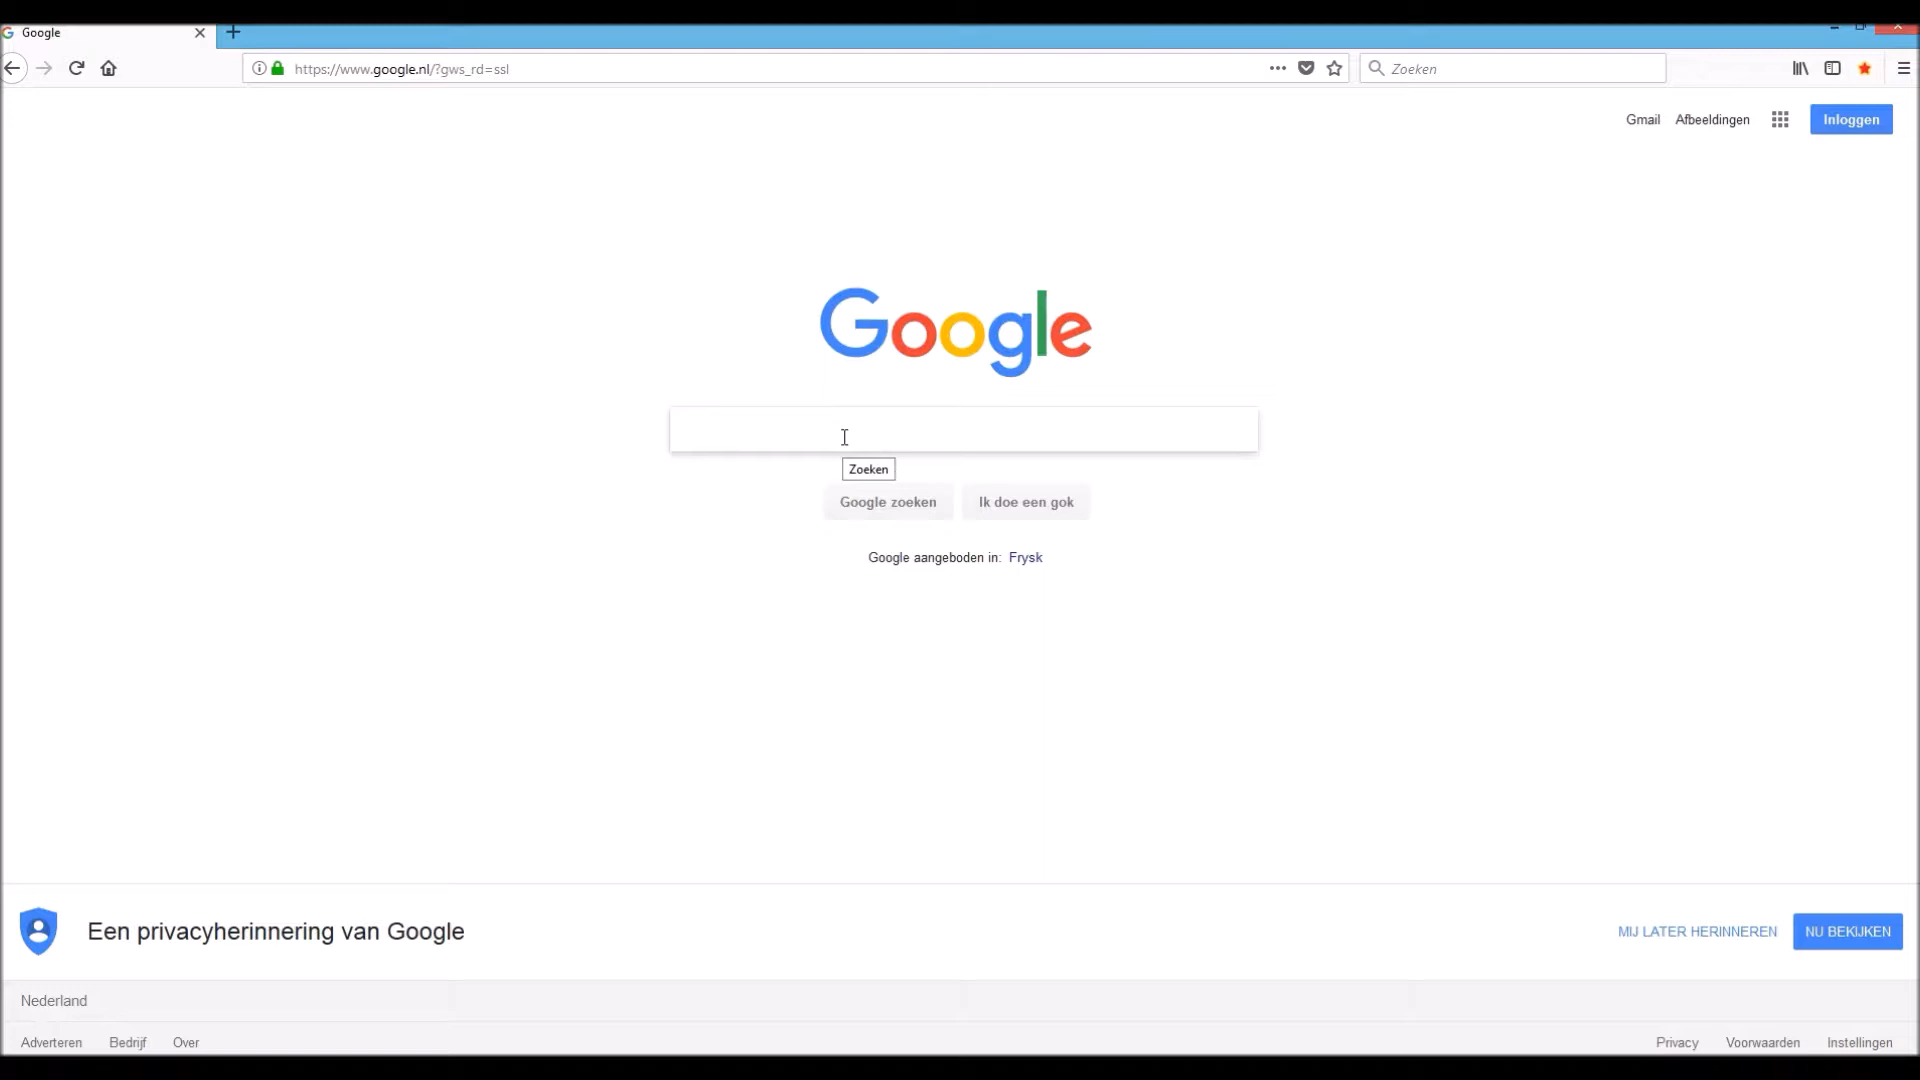 Google
https://www.google.nl/?gws_rd=ssl
Zoeken
Gmail Afbeeldingen Inloggen
Google
Zoeken
Google zoeken Ik doe een gok
Google aangeboden in: Frysk
Een privacyherinnering van Google MIJ LATER HERINNEREN NU BEKIJKEN
Nederland
Adverteren Bedrijf Over Privacy Voorwaarden Instellingen